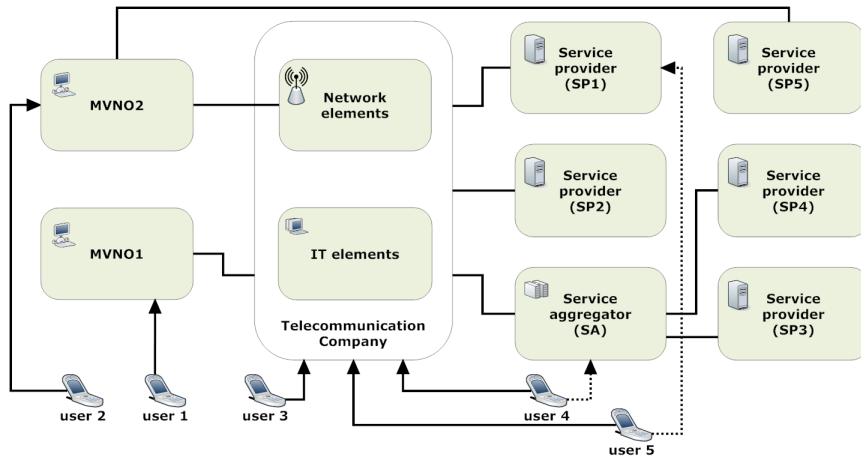 MVNO2
Network
elements
Service
provider
(SP1)
Service
provider
(SP5)
Service
provider
(SP2)
Service
provider
(SP4)
MVNO1
IT elements
Service
aggregator
(SA)
Service
provider
(SP3)
Telecommunication
Company
user 2
user 1
user 3
user 4
user 5